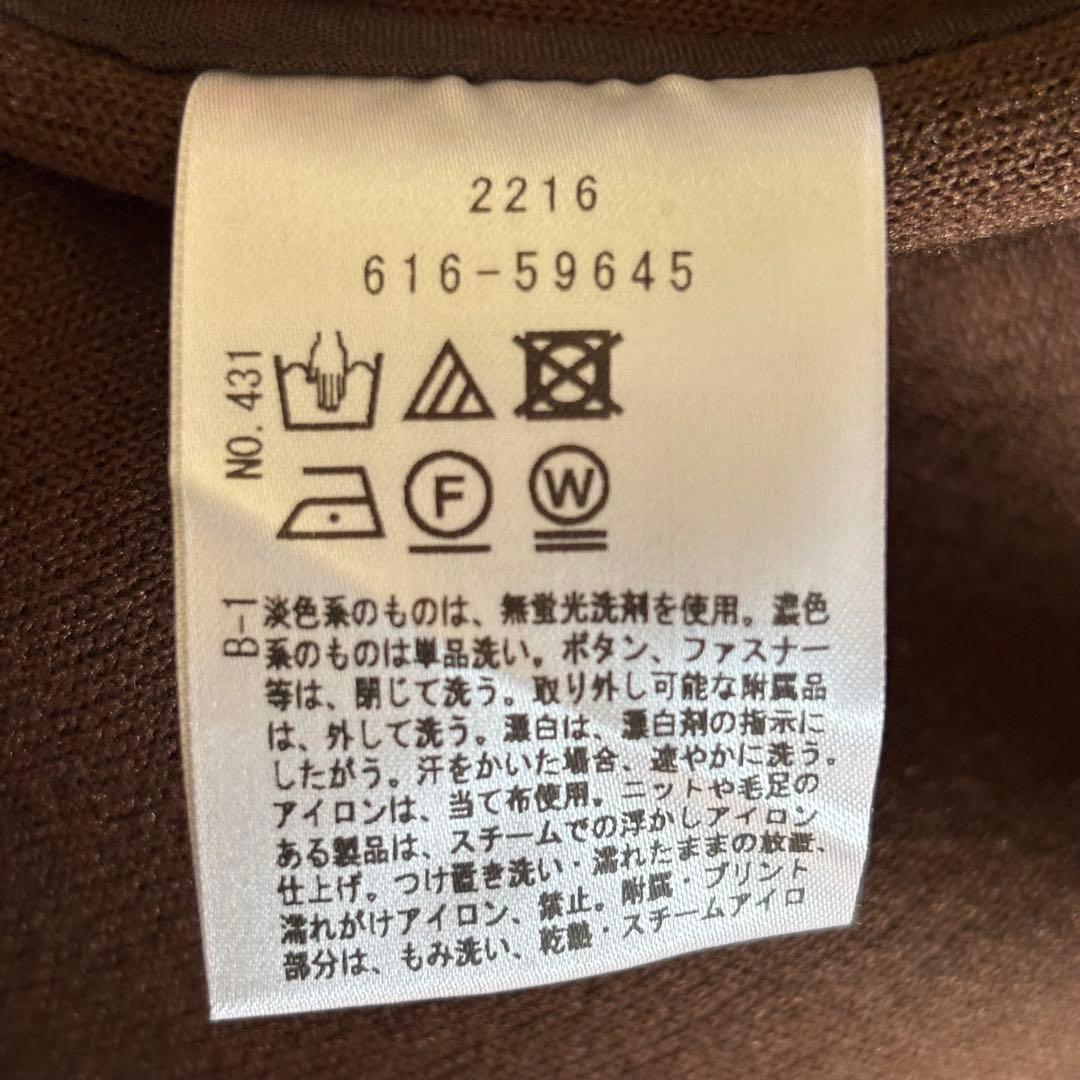 2216
616-59645
NO.431
F
W
B-1
淡色系のものは、無蛍光洗剤を使用。濃色
系のものは単品洗い。ボタン、ファスナー
等は、閉じて洗う。取り外し可能な附属品
は、外して洗う。漂白は、漂白剤の指示に
したがう。汗をかいた場合、速やかに洗う。
アイロンは、当て布使用。ニットや毛足の
ある製品は、スチームでの浮かしアイロン
仕上げ。つけ置き洗い・濡れたままの放置、
濡れがけアイロン、禁止。附属・プリント
部分は、もみ洗い、乾燥・スチームアイロ